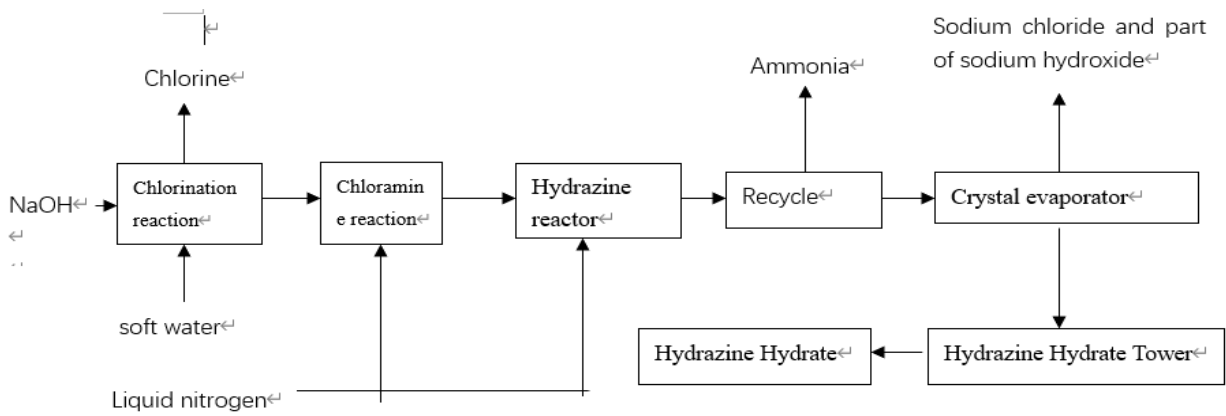 Sodium chloride and part
of sodium hydroxide↵
Chlorine↵
Ammonia↵
NaOH↵
Chlorination
reaction↵
Chloramin
e reaction↵
Hydrazine
reactor↵
Recycle↵
Crystal evaporator↵
soft water↵
Hydrazine Hydrate↵
Hydrazine Hydrate Tower↵
Liquid nitrogen↵